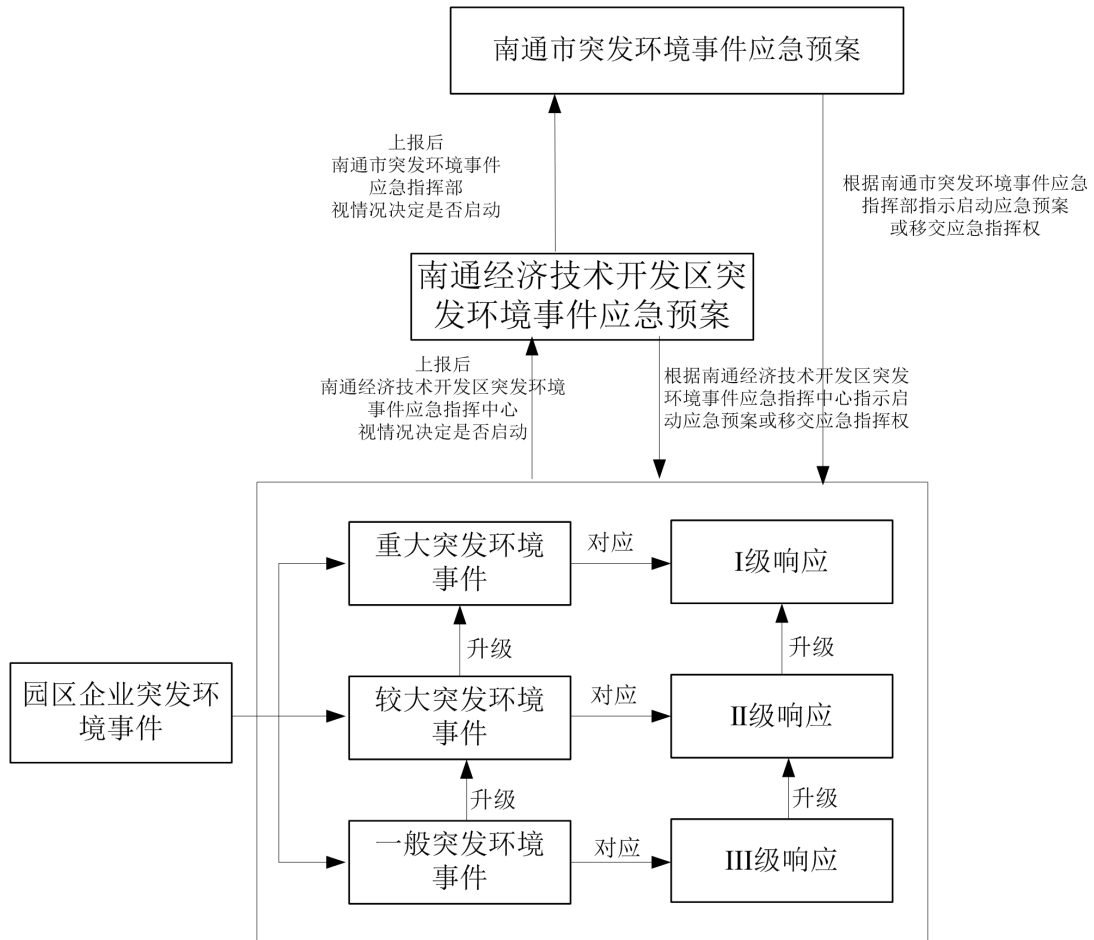 南通市突发环境事件应急预案
上报后
南通市突发环境事件
应急指挥部
视情况决定是否启动
根据南通市突发环境事件应急
指挥部指示启动应急预案
或移交应急指挥权
南通经济技术开发区突
发环境事件应急预案
上报后
南通经济技术开发区突发环境
事件应急指挥中心
视情况决定是否启动
根据南通经济技术开发区突发
环境事件应急指挥中心指示启
动应急预案或移交应急指挥权
重大突发环境
事件
对应
I级响应
升级
升级
园区企业突发环
境事件
较大突发环境
事件
对应
II级响应
升级
升级
一般突发环境
事件
对应
III级响应